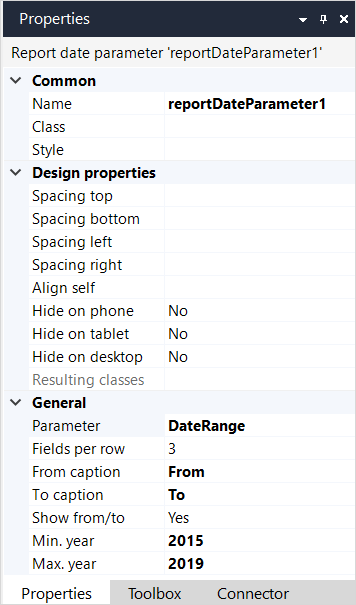 Properties
Report date parameter 'reportDateParameter1'
Common
Name reportDateParameter1
Class
Style
Design properties
Spacing top
Spacing bottom
Spacing left
Spacing right
Align self
Hide on phone No
Hide on tablet No
Hide on desktop No
Resulting classes
General
Parameter DateRange
Fields per row 3
From caption From
To caption To
Show from/to Yes
Min. year 2015
Max. year 2019
Properties Toolbox Connector